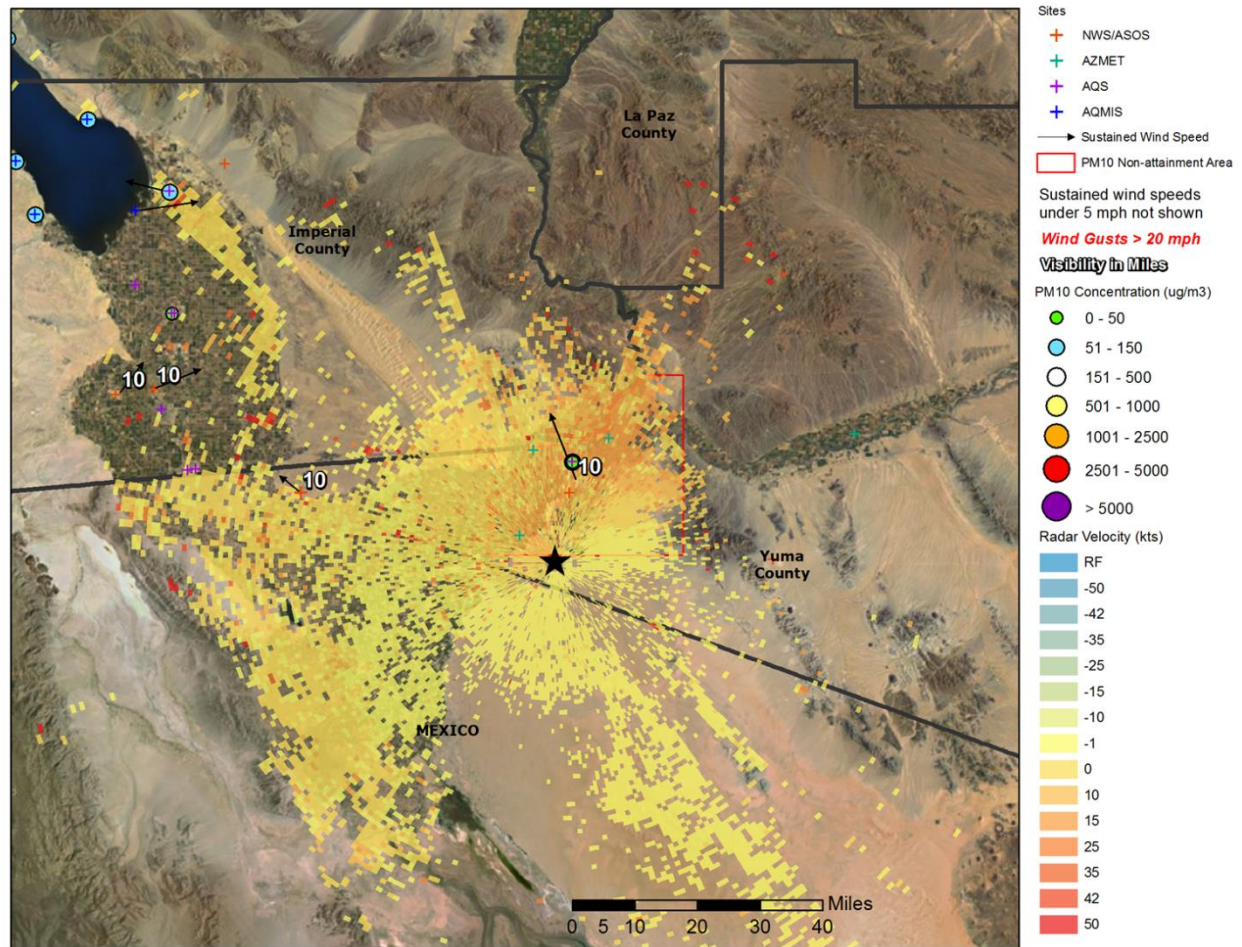 La Paz
County
Imperial
County
10
10
10
10
Yuma
County
MEXICO
Miles
0 5 10 20 30 40
Sites
NWS/ASOS
AZMET
AQS
AQMIS
Sustained Wind Speed
PM10 Non-attainment Area
Sustained wind speeds
under 5 mph not shown
Wind Gusts > 20 mph
Visibility in Miles
PM10 Concentration (ug/m3)
0 - 50
51 - 150
151 - 500
501 - 1000
1001 - 2500
2501 - 5000
> 5000
Radar Velocity (kts)
RF
-50
-42
-35
-25
-15
-10
-1
0
10
15
25
35
42
50